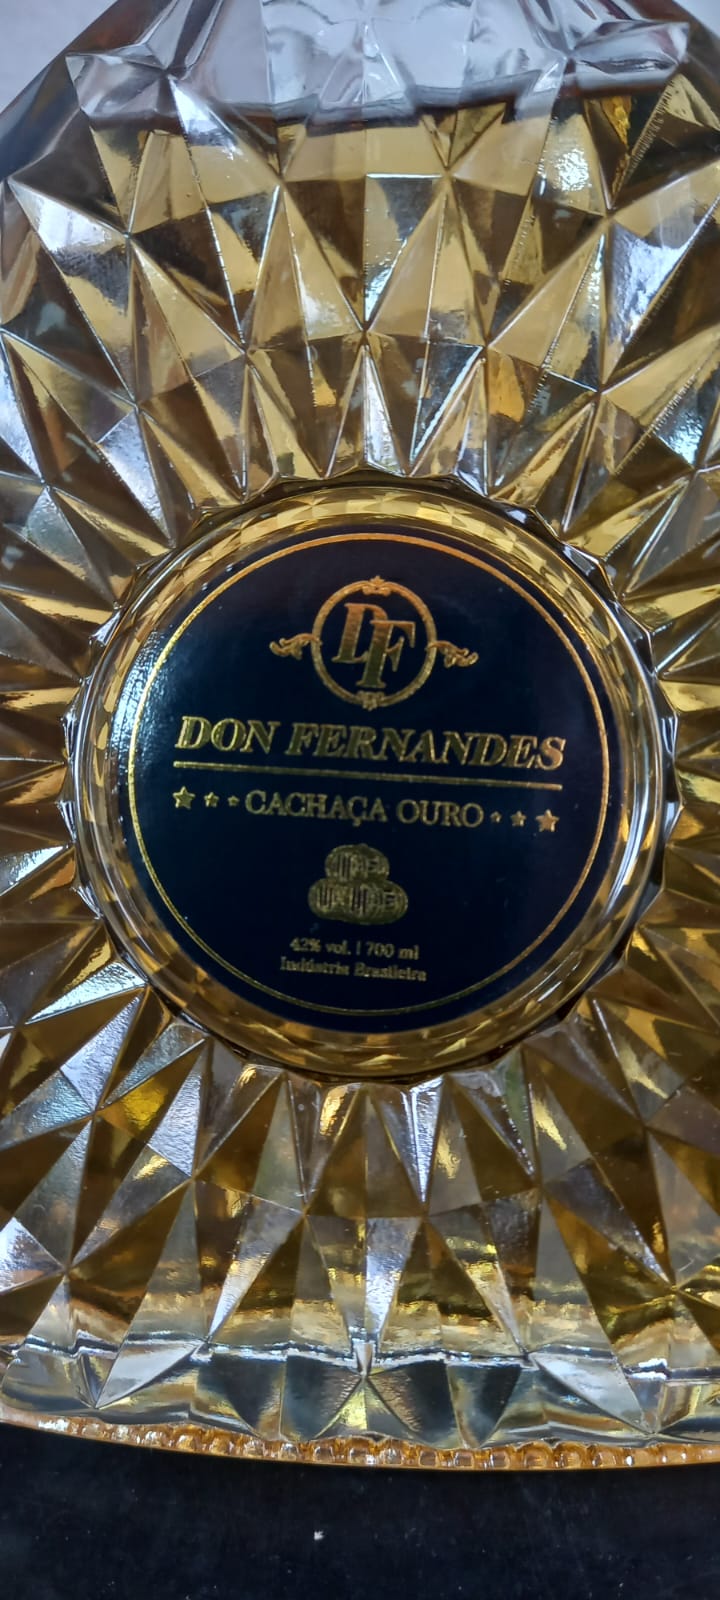 DF
DON FERNANDES
CACHAÇA OURO
42% vol. | 700 ml
Indústria Brasileira